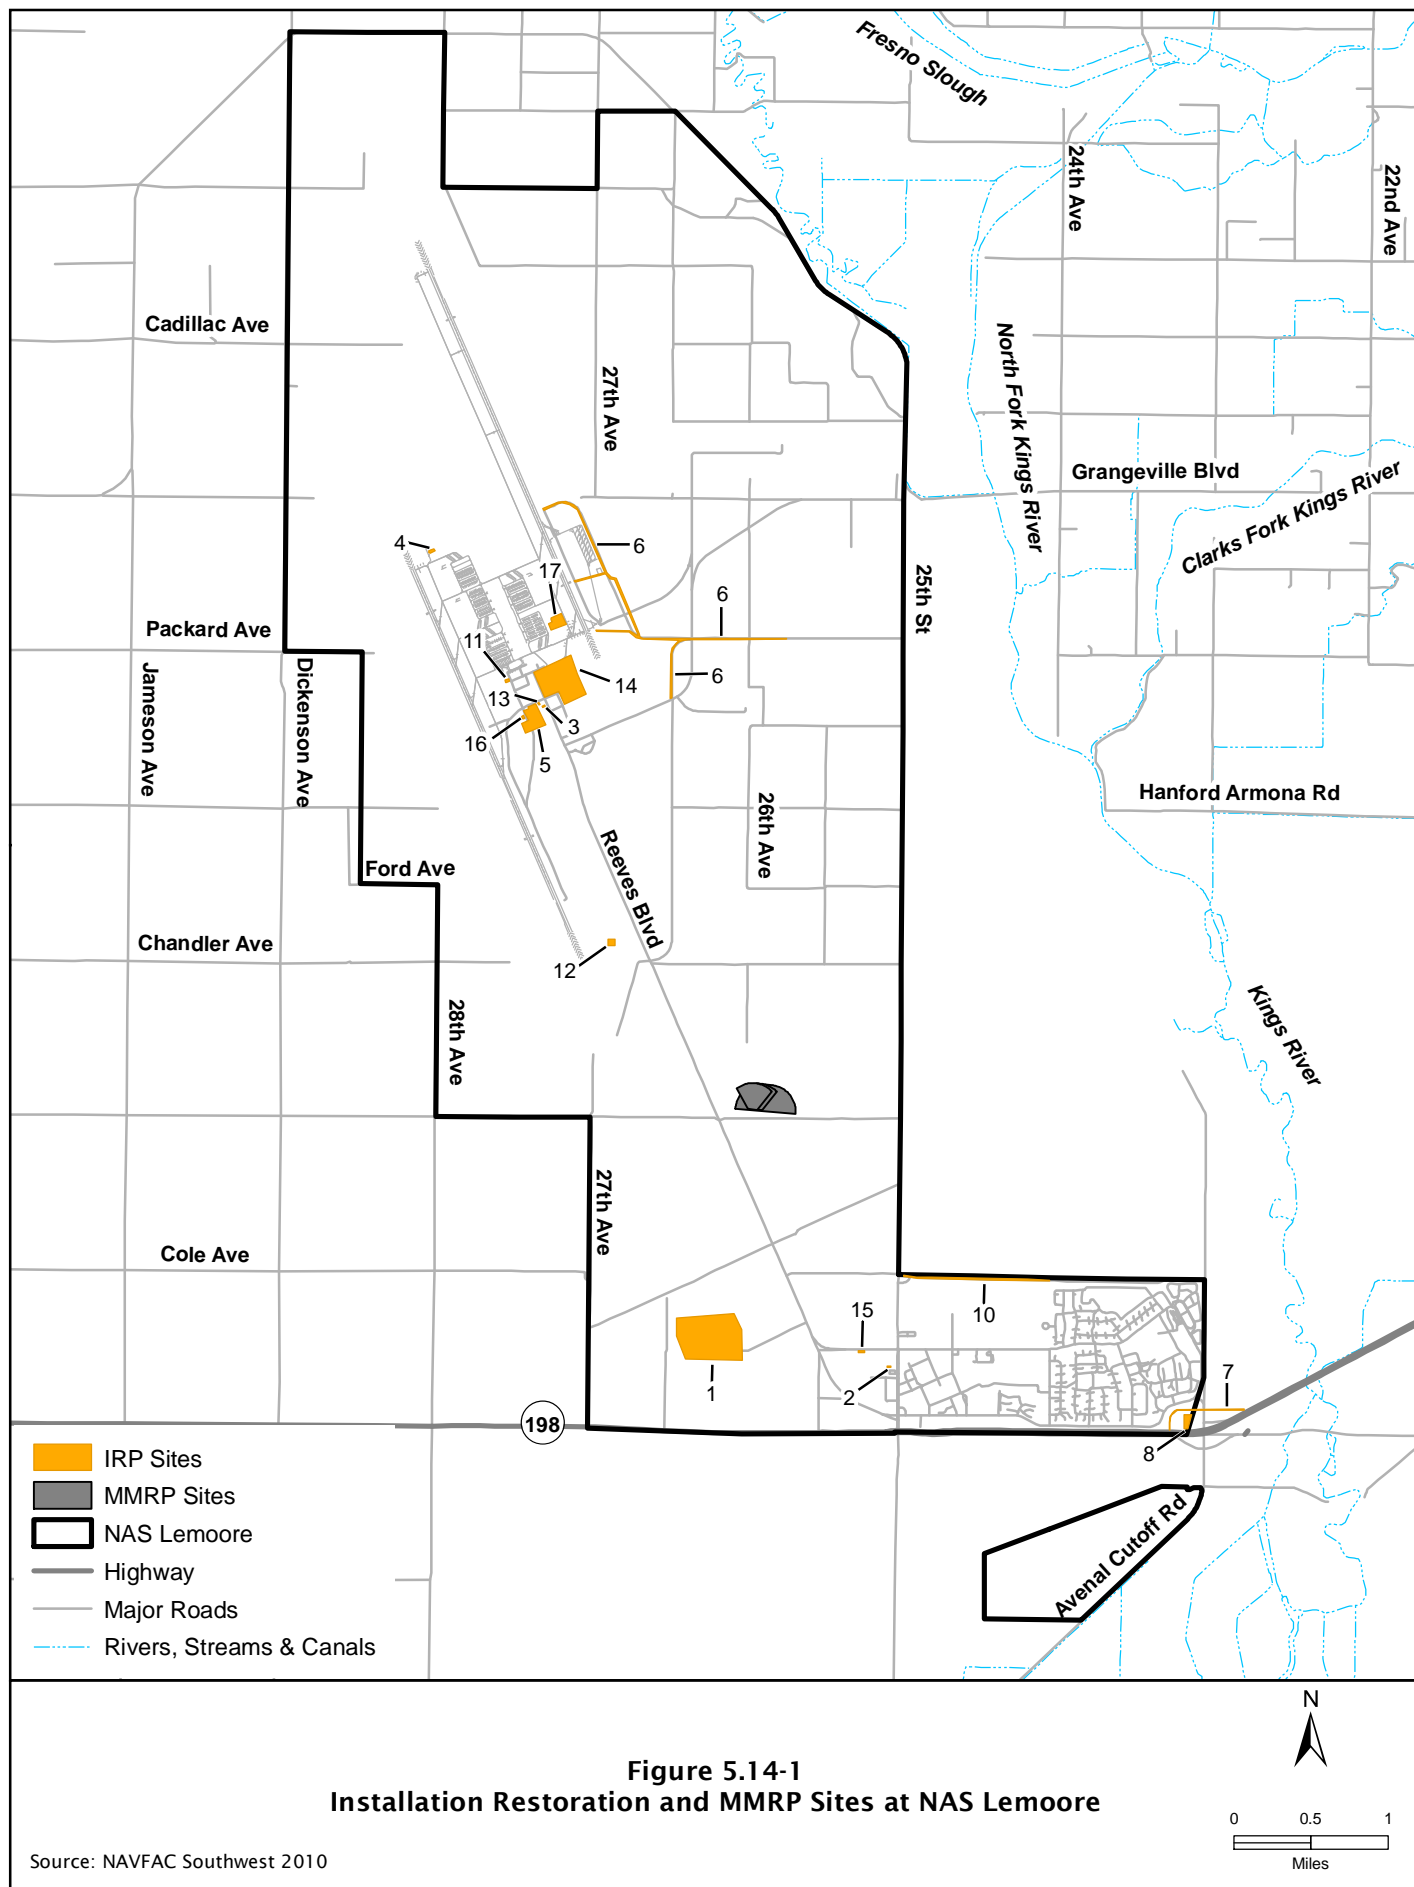 Fresno Slough
24th Ave
22nd Ave
Cadillac Ave
North Fork Kings River
27th Ave
Grangeville Blvd
Clarks Fork Kings River
4
6
17
25th St
6
Packard Ave
11
Jameson Ave
Dickenson Ave
14
6
13
3
16
5
Hanford Armona Rd
26th Ave
Reeves Blvd
Ford Ave
Chandler Ave
12
28th Ave
Kings River
27th Ave
Cole Ave
15
10
1
2
7
198
8
Avenal Cutoff Rd
IRP Sites
MMRP Sites
NAS Lemoore
Highway
Major Roads
Rivers, Streams & Canals
N
Figure 5.14-1
Installation Restoration and MMRP Sites at NAS Lemoore
0 0.5 1
Miles
Source: NAVFAC Southwest 2010